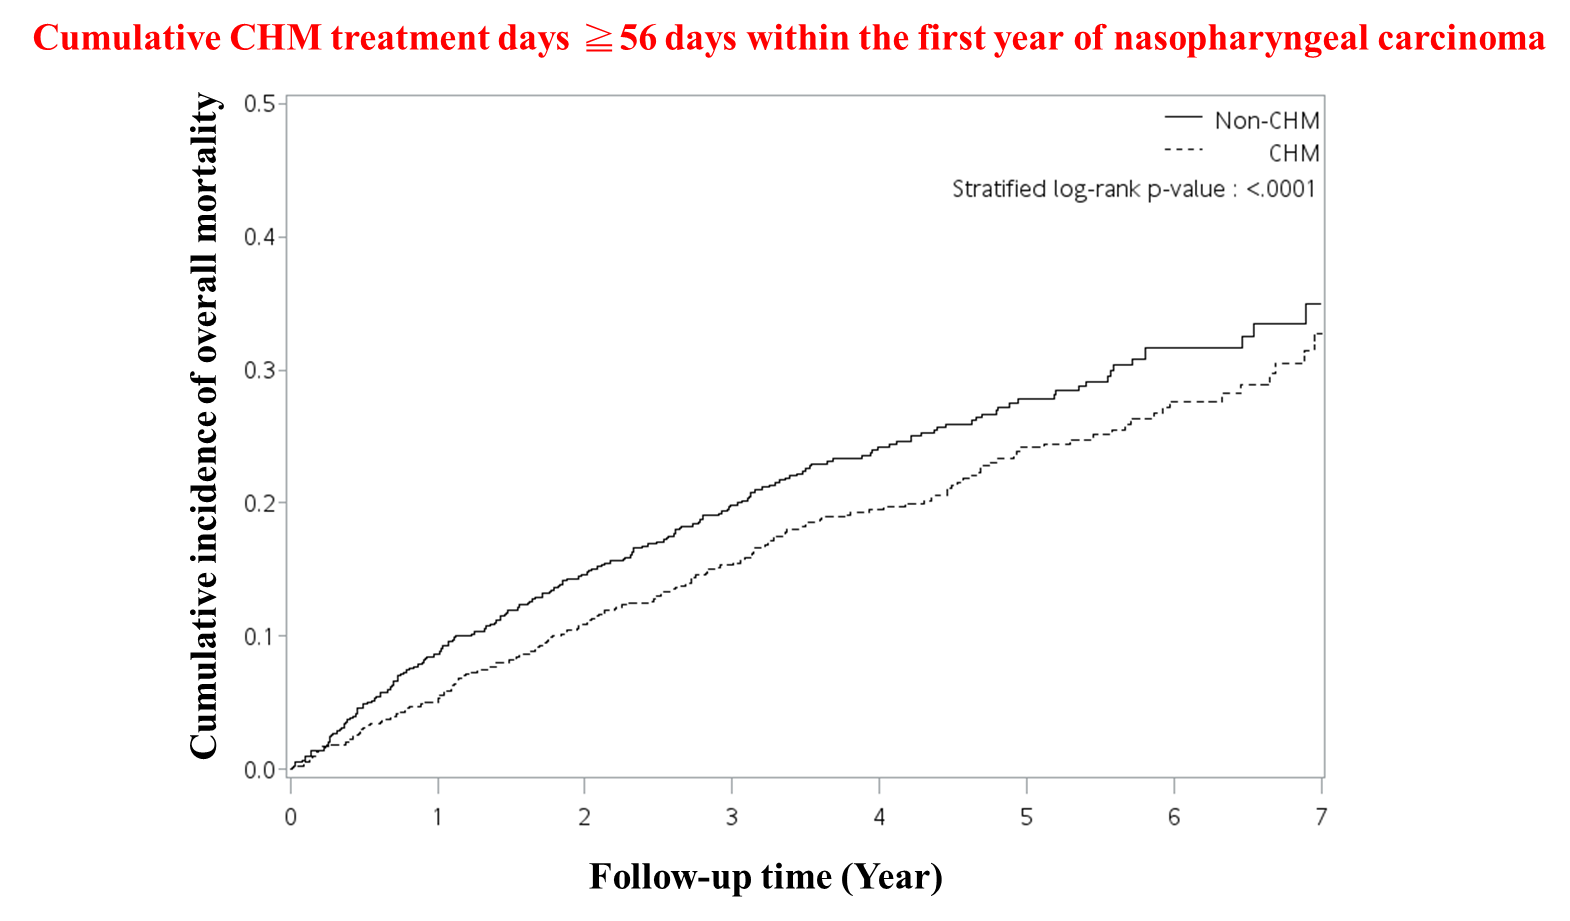 Cumulative CHM treatment days ≧56 days within the first year of nasopharyngeal carcinoma
Cumulative incidence of overall mortality
0.5
0.4
0.3
0.2
0.1
0.0
Non-CHM
CHM
Stratified log-rank p-value : <.0001
0 1 2 3 4 5 6 7
Follow-up time (Year)